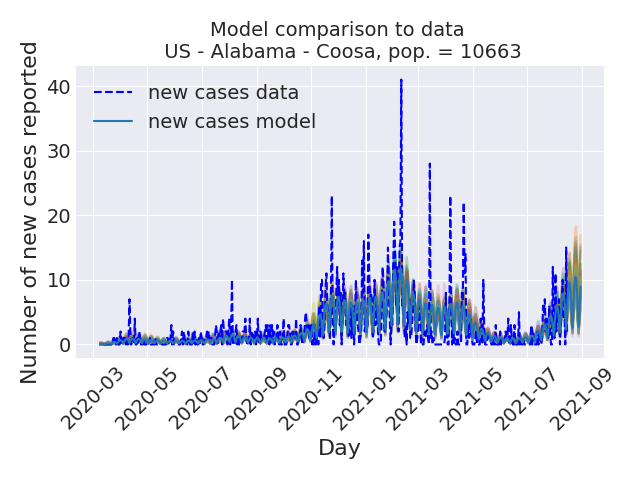 Model comparison to data
US - Alabama - Coosa, pop. = 10663
Number of new cases reported
40
30
20
10
0
new cases data
new cases model
2020-03
2020-05
2020-07
2020-09
2020-11
2021-01
2021-03
2021-05
2021-07
2021-09
Day